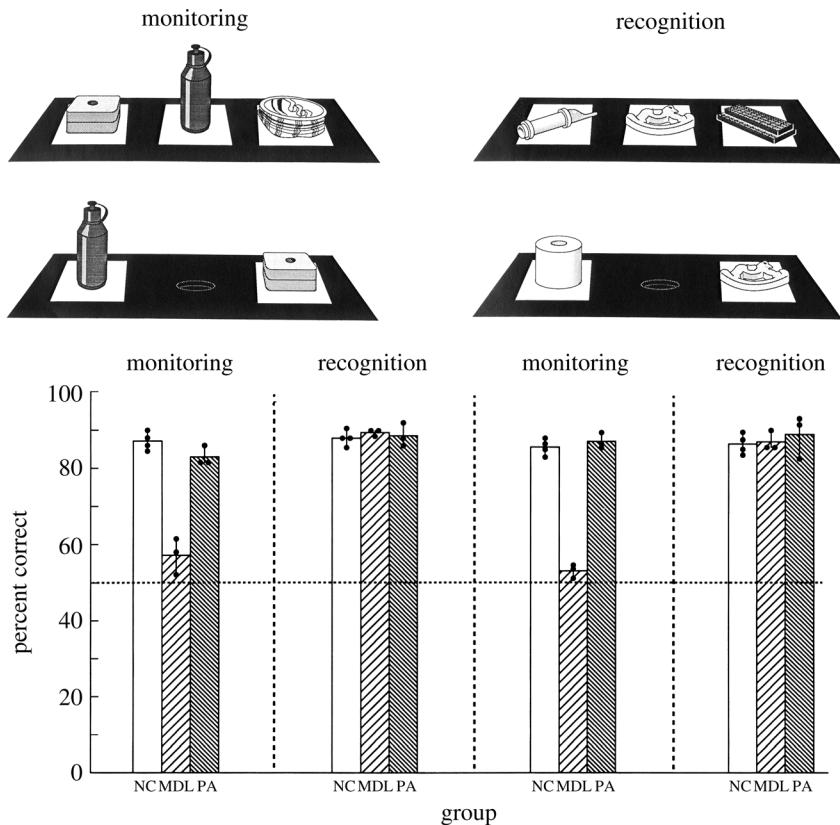 monitoring
recognition
monitoring
recognition
monitoring
recognition
100
80
60
40
20
0
percent correct
NC MDL PA
NC MDL PA
NC MDL PA
NC MDL PA
group